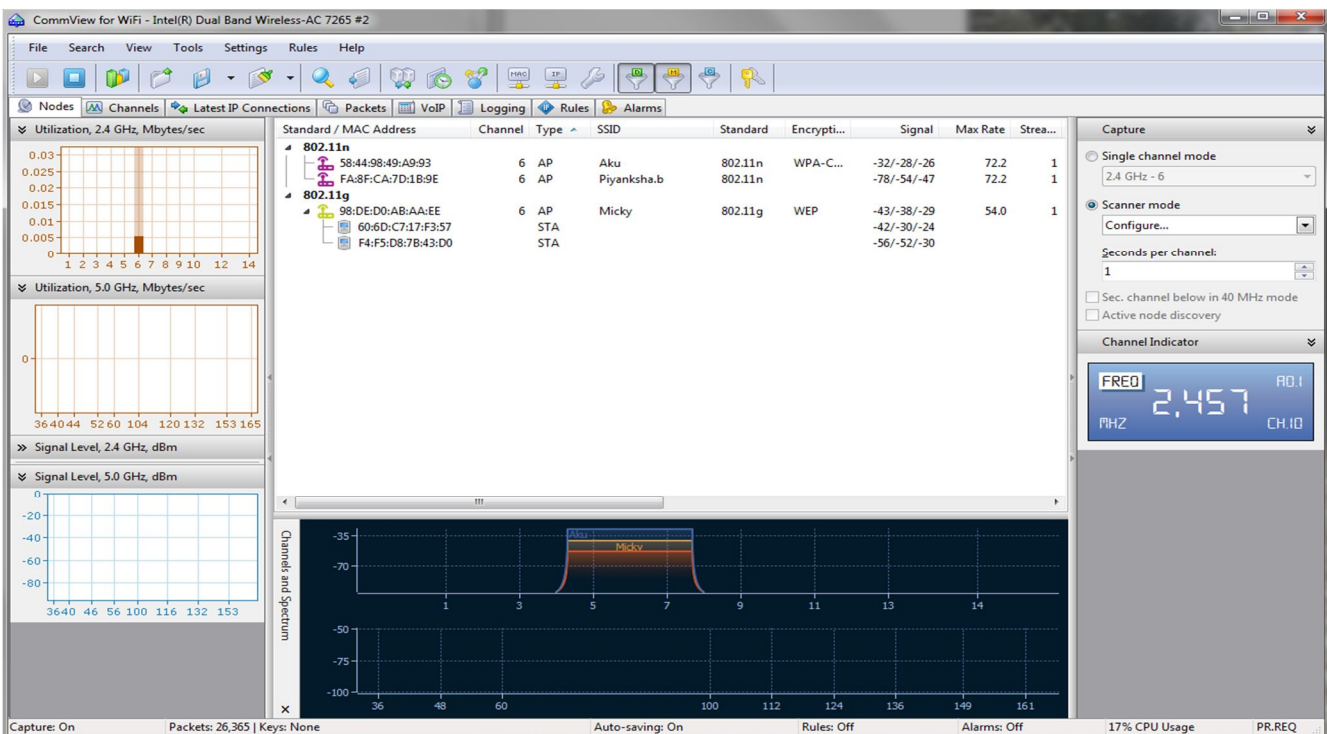 CommView for WiFi - Intel(R) Dual Band Wireless-AC 7265 #2
File Search View Tools Settings Rules Help
MAC IP D M C
Nodes Channels Latest IP Connections Packets VoIP Logging Rules Alarms
Utilization, 2.4 GHz, Mbytes/sec
0.03
0.025
0.02
0.015
0.01
0.005
0
1 2 3 4 5 6 7 8 9 10 12 14
Utilization, 5.0 GHz, Mbytes/sec
0
36 40 44 52 60 104 120 132 153 165
Signal Level, 2.4 GHz, dBm
Signal Level, 5.0 GHz, dBm
0
-20
-40
-60
-80
36 40 46 56 100 116 132 153
Standard / MAC Address Channel Type SSID Standard Encrypti... Signal Max Rate Strea...
802.11n
58:44:98:49:A9:93 6 AP Aku 802.11n WPA-C... -32/-28/-26 72.2 1
FA:8F:CA:7D:1B:9E 6 AP Piyanksha.b 802.11n -78/-54/-47 72.2 1
802.11g
98:DE:D0:AB:AA:EE 6 AP Micky 802.11g WEP -43/-38/-29 54.0 1
60:6D:C7:17:F3:57 STA -42/-30/-24
F4:F5:D8:7B:43:D0 STA -56/-52/-30
Channels and Spectrum
-35
-70
Aku
Micky
1 3 5 7 9 11 13 14
-50
-75
-100
36 48 60 100 112 124 136 149 161
Capture
Single channel mode
2.4 GHz - 6
Scanner mode
Configure...
Seconds per channel:
1
Sec. channel below in 40 MHz mode
Active node discovery
Channel Indicator
FREQ 2,457 AD.1
MHZ CH.10
Capture: On Packets: 26,365 | Keys: None Auto-saving: On Rules: Off Alarms: Off 17% CPU Usage PR.REQ